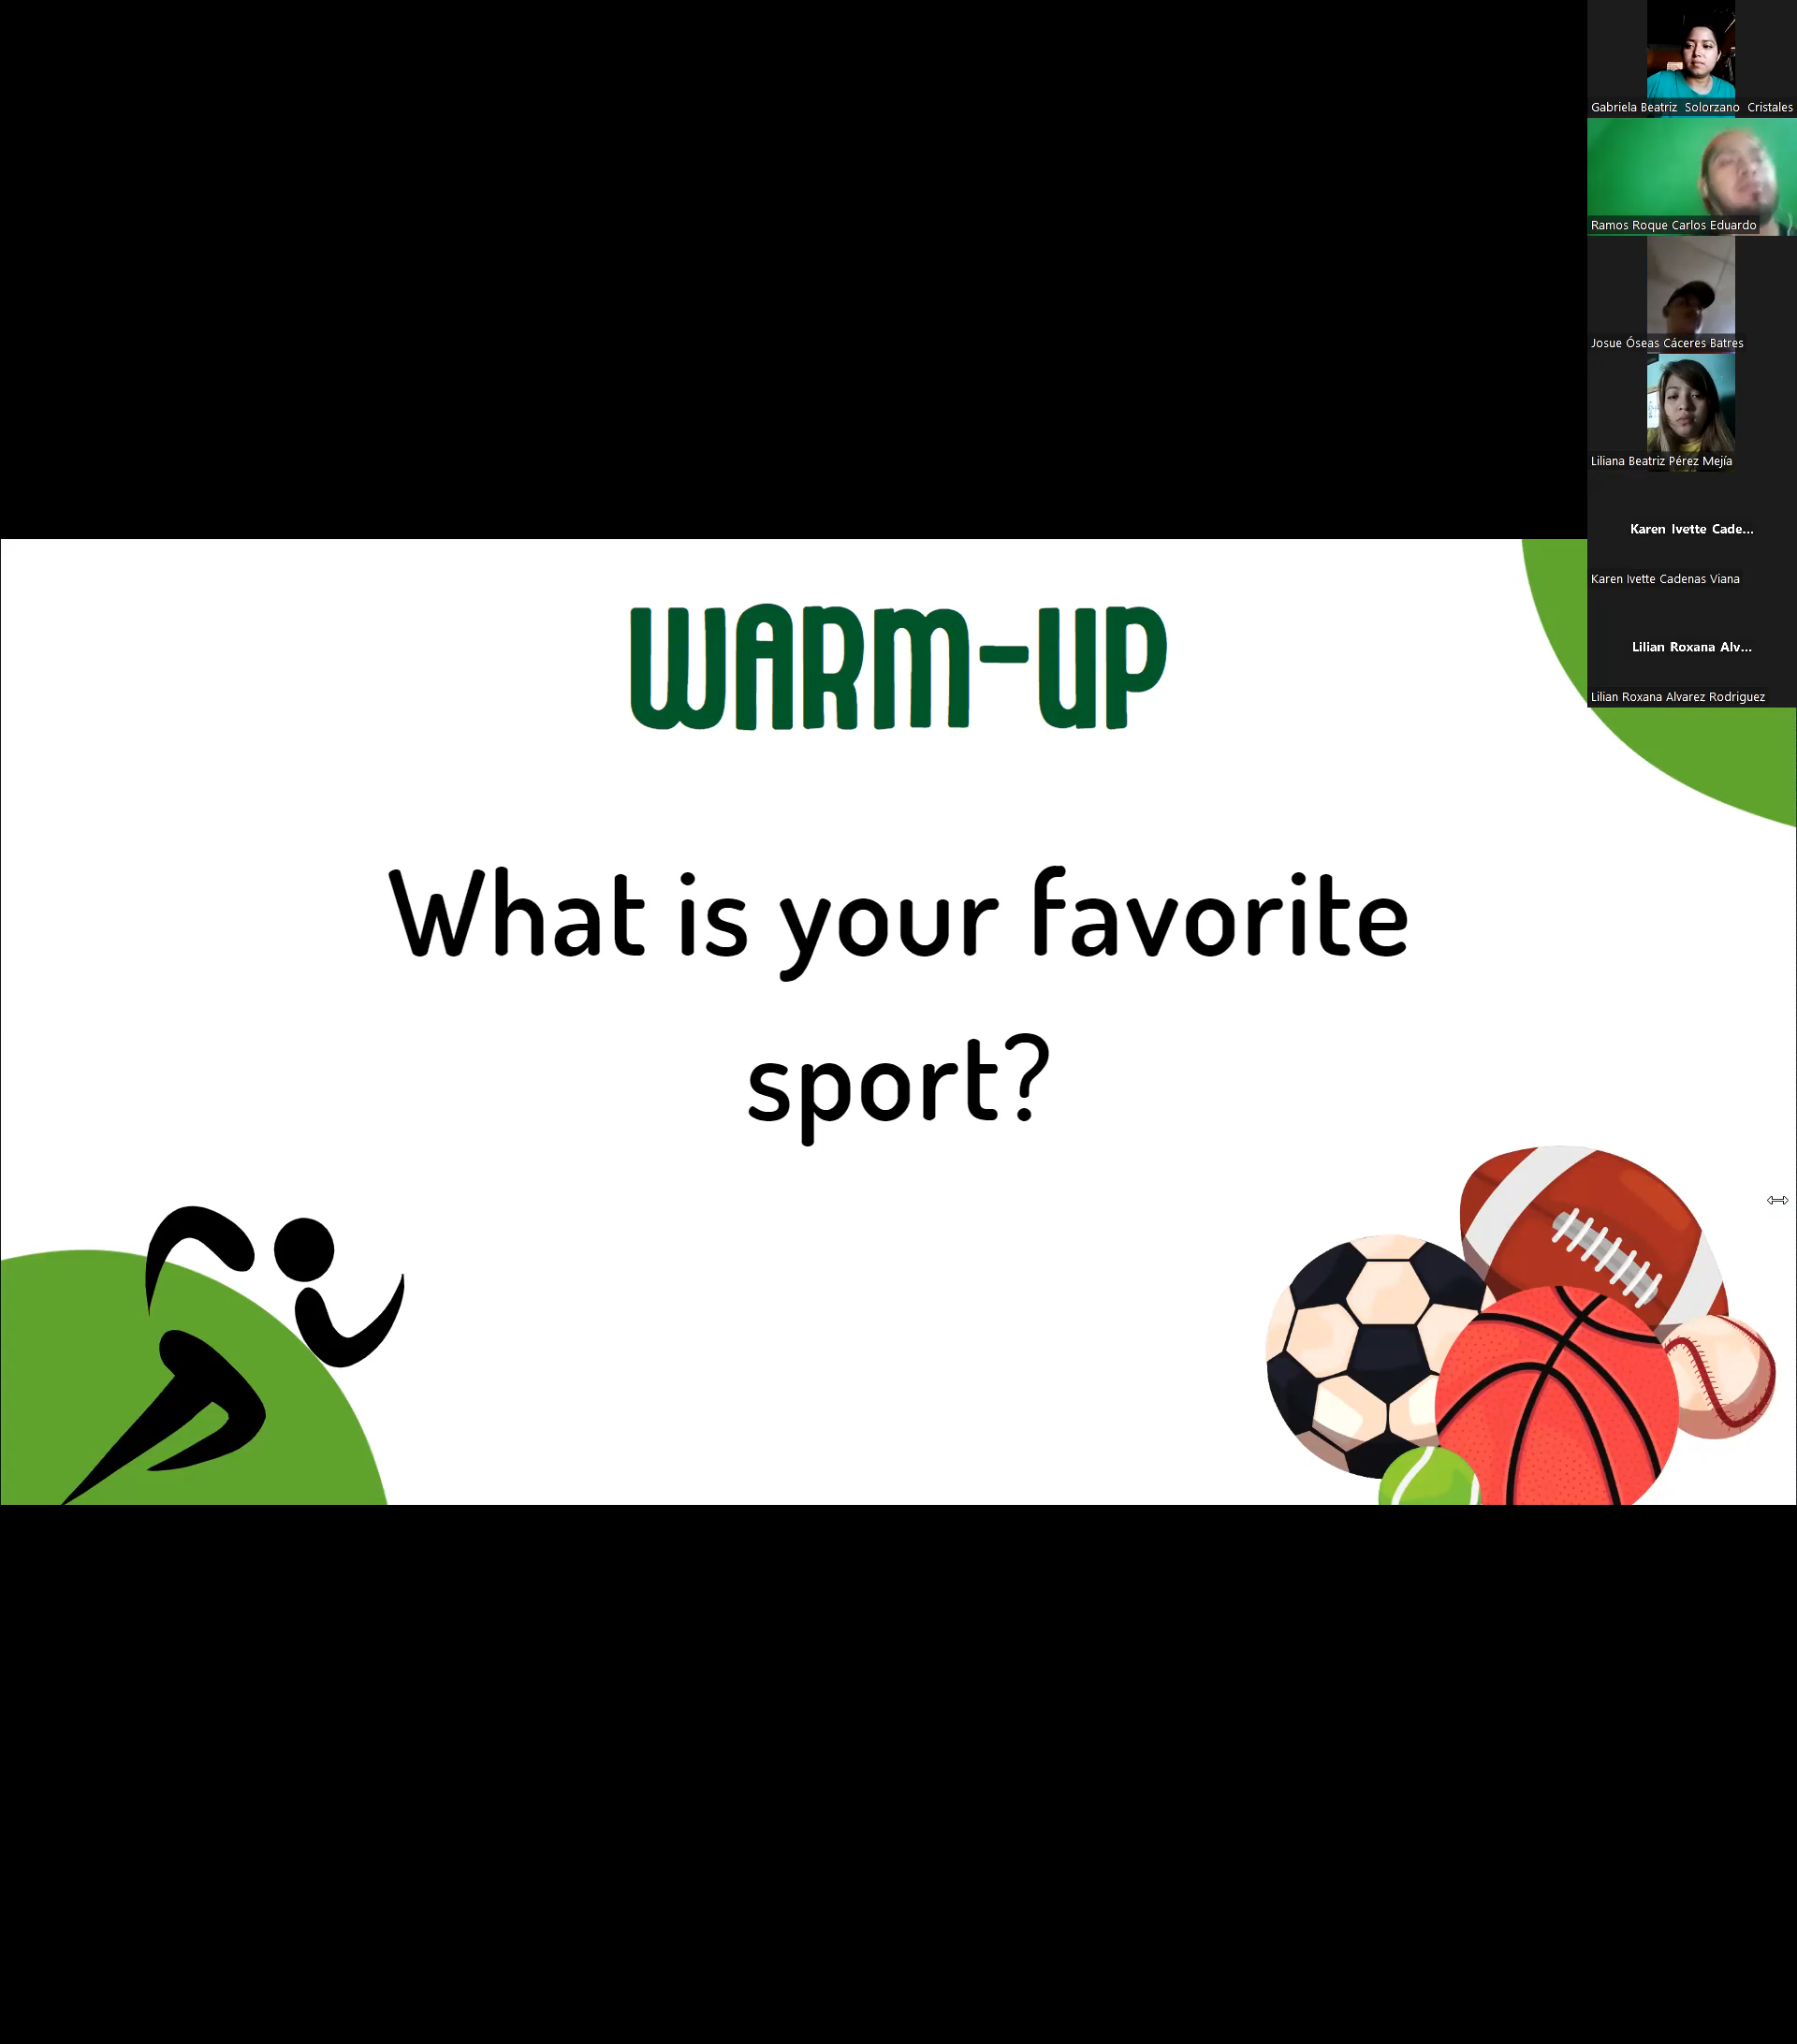 Gabriela Beatriz Solorzano Cristales
Ramos Roque Carlos Eduardo
Josue Óseas Cáceres Batres
Liliana Beatriz Pérez Mejía
Karen Ivette Cade...
Karen Ivette Cadenas Viana
Lilian Roxana Alv...
Lilian Roxana Alvarez Rodriguez
WARM-UP
What is your favorite
sport?